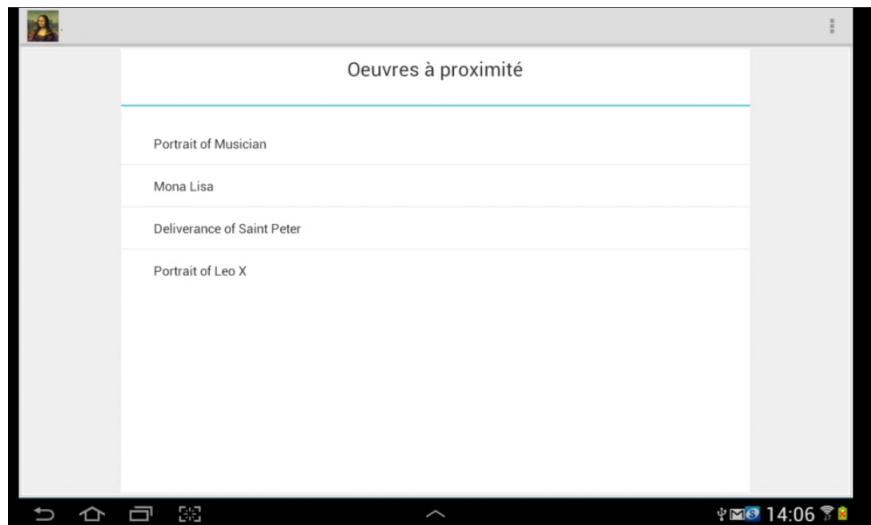 Oeuvres à proximité
Portrait of Musician
Mona Lisa
Deliverance of Saint Peter
Portrait of Leo X
14:06